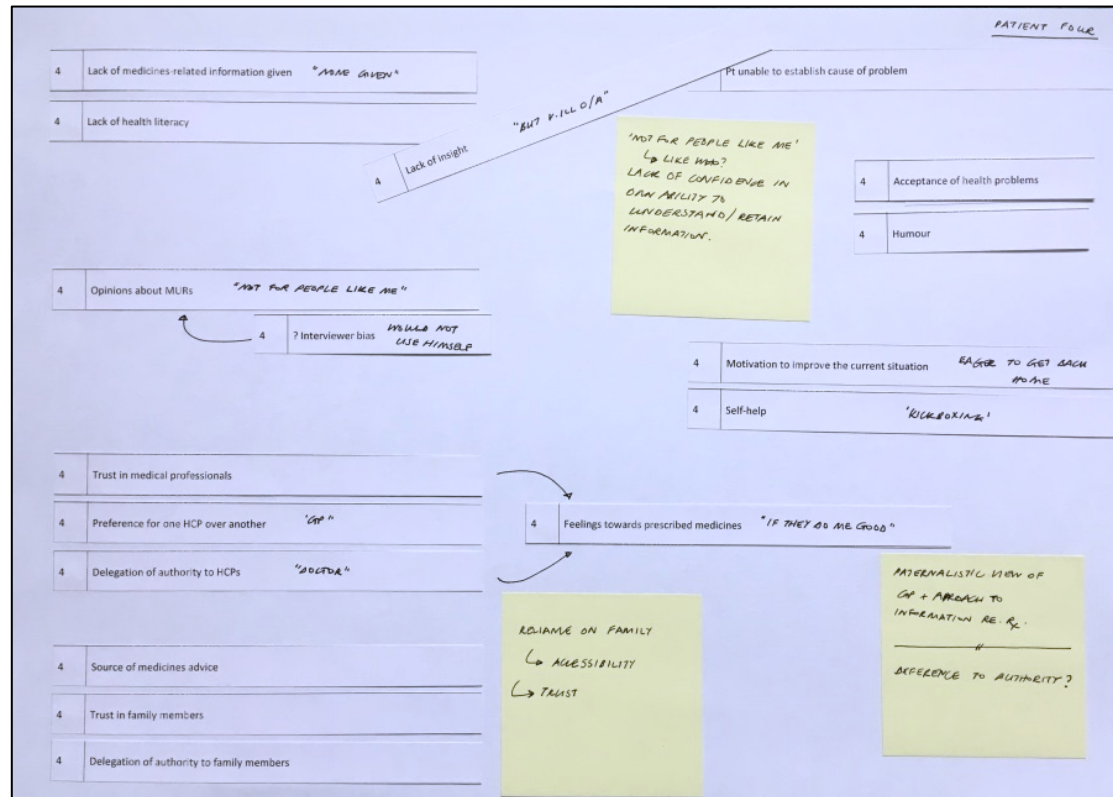 PATIENT FOUR
4 Lack of medicines-related information given "NONE GIVEN"
4 Lack of health literacy
4 Lack of insight "BUT
Pt unable to establish cause of problem
'NOT FOR PEOPLE LIKE ME'
↳ LIKE WHO?
LACK OF CONFIDENCE IN
OWN ABILITY TO
UNDERSTAND/RETAIN
INFORMATION.
4 Acceptance of health problems
4 Humour
4 Opinions about MURs "NOT FOR PEOPLE LIKE ME"
4 ? Interviewer bias WOULD NOT
USE HIMSELF
4 Motivation to improve the current situation EAGER TO GET BACK
HOME
4 Self-help 'KICKBOXING'
4 Trust in medical professionals
4 Preference for one HCP over another 'GP"
4 Delegation of authority to HCPs "DOCTOR"
4 Feelings towards prescribed medicines "IF THEY DO ME GOOD"
PATERNALISTIC VIEW OF
GP + APROACH TO
INFORMATION RE. Rx.
DEFERENCE TO AUTHORITY?
RELIANCE ON FAMILY
↳ ACCESSIBILITY
↳ TRUST
4 Source of medicines advice
4 Trust in family members
4 Delegation of authority to family members